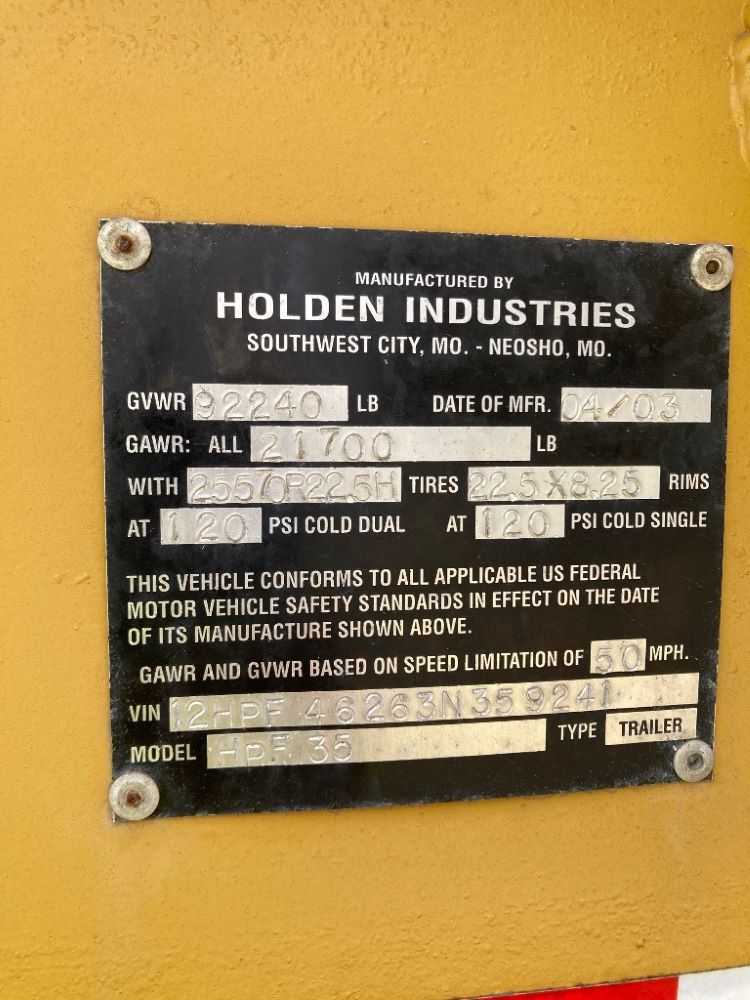 MANUFACTURED BY
HOLDEN INDUSTRIES
SOUTHWEST CITY, MO. - NEOSHO, MO.
GVWR 92240 LB DATE OF MFR. 04/03
GAWR: ALL 21700 LB
WITH 25570R22.5H TIRES 22.5X8.25 RIMS
AT 120 PSI COLD DUAL AT 120 PSI COLD SINGLE
THIS VEHICLE CONFORMS TO ALL APPLICABLE US FEDERAL
MOTOR VEHICLE SAFETY STANDARDS IN EFFECT ON THE DATE
OF ITS MANUFACTURE SHOWN ABOVE.
GAWR AND GVWR BASED ON SPEED LIMITATION OF 50 MPH.
VIN 12HPF46263N359241
MODEL HPF 35 TYPE TRAILER